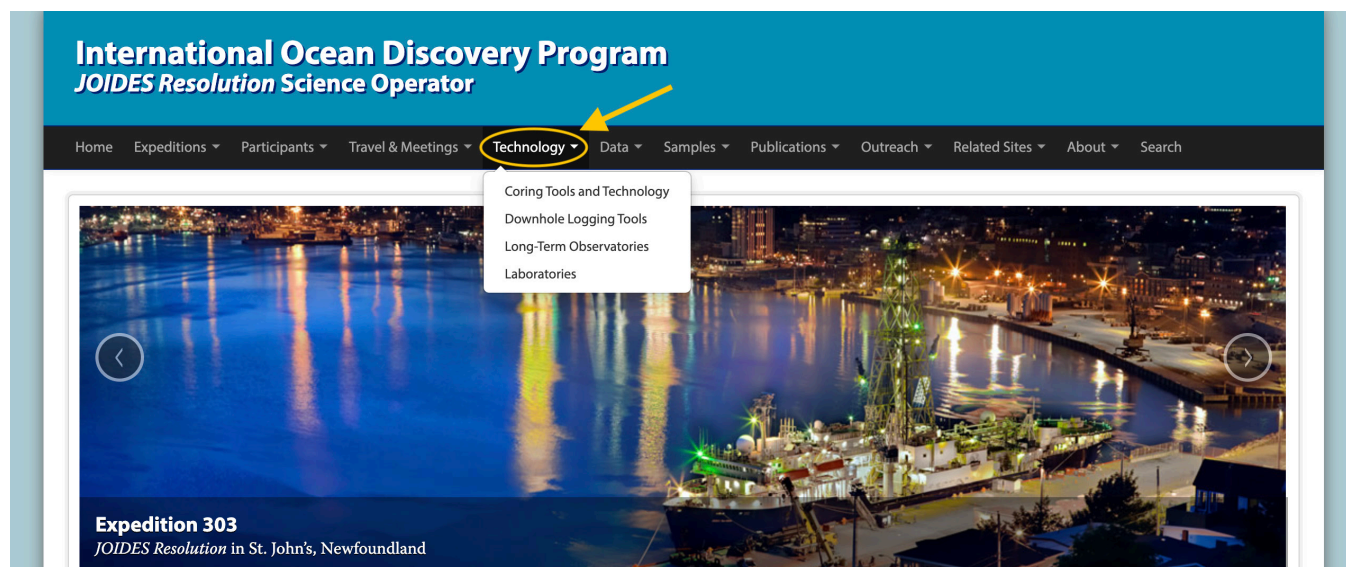 International Ocean Discovery Program
JOIDES Resolution Science Operator
Home Expeditions Participants Travel & Meetings Technology Data Samples Publications Outreach Related Sites About Search
Coring Tools and Technology
Downhole Logging Tools
Long-Term Observatories
Laboratories
Expedition 303
JOIDES Resolution in St. John's, Newfoundland